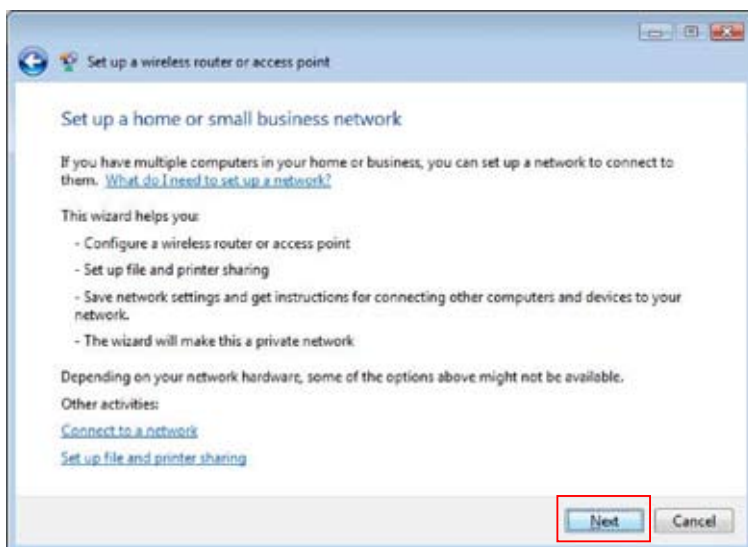 Set up a wireless router or access point
Set up a home or small business network
If you have multiple computers in your home or business, you can set up a network to connect to
them. What do I need to set up a network?
This wizard helps you:
- Configure a wireless router or access point
- Set up file and printer sharing
- Save network settings and get instructions for connecting other computers and devices to your
network.
- The wizard will make this a private network
Depending on your network hardware, some of the options above might not be available.
Other activities:
Connect to a network
Set up file and printer sharing
Next Cancel